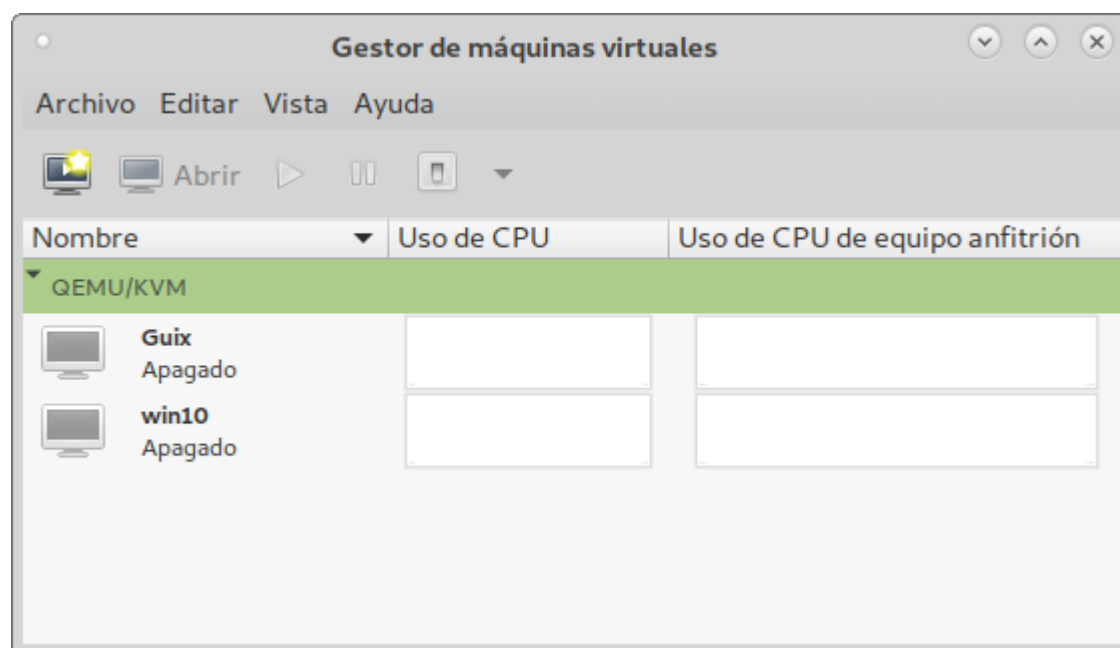 Gestor de máquinas virtuales
Archivo Editar Vista Ayuda
Abrir
Nombre Uso de CPU Uso de CPU de equipo anfitrión
QEMU/KVM
Guix
Apagado
win10
Apagado